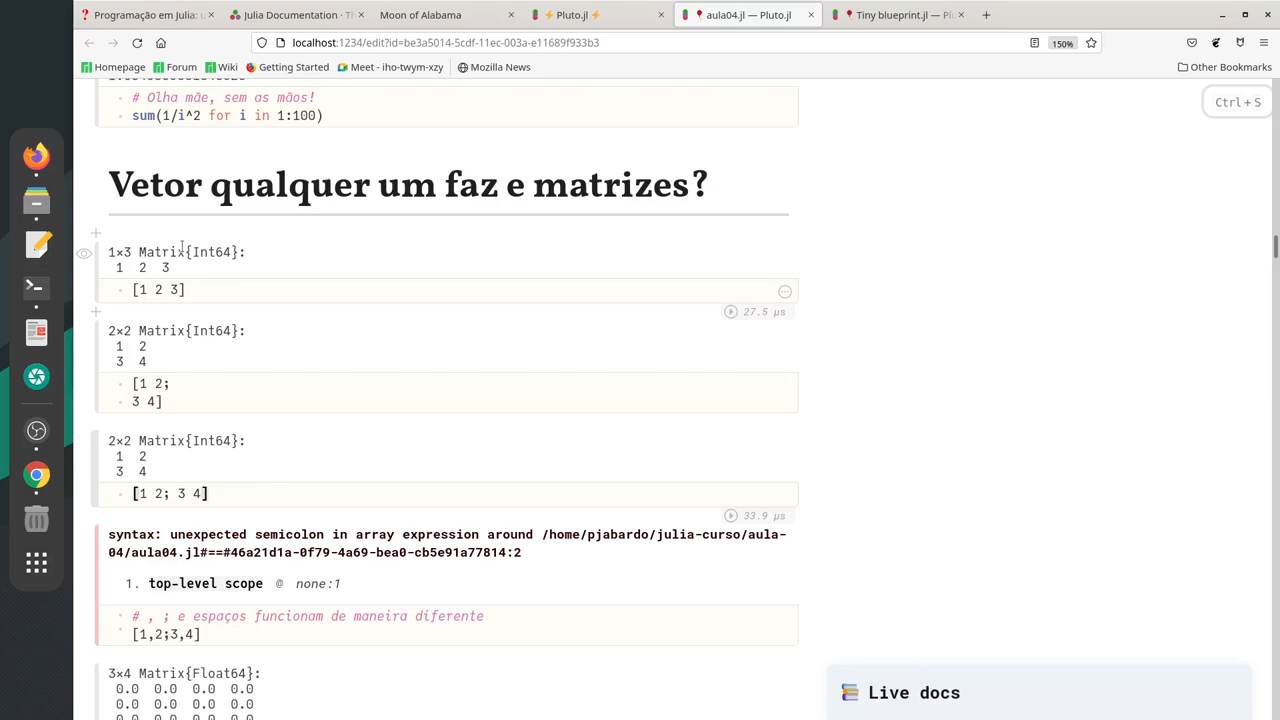 Programação em Julia: u
Julia Documentation · Th
Moon of Alabama
⚡ Pluto.jl ⚡
aula04.jl — Pluto.jl
Tiny blueprint.jl — Plu
localhost:1234/edit?id=be3a5014-5cdf-11ec-003a-e11689f933b3
150%
Homepage
Forum
Wiki
Getting Started
Meet - iho-twym-xzy
Mozilla News
Other Bookmarks
# Olha mãe, sem as mãos!
sum(1/i^2 for i in 1:100)
Ctrl + S
Vetor qualquer um faz e matrizes?
1×3 Matrix{Int64}:
1 2 3
[1 2 3]
27.5 μs
2×2 Matrix{Int64}:
1 2
3 4
[1 2;
3 4]
2×2 Matrix{Int64}:
1 2
3 4
[1 2; 3 4]
33.9 μs
syntax: unexpected semicolon in array expression around /home/pjabardo/julia-curso/aula-
04/aula04.jl#==#46a21d1a-0f79-4a69-bea0-cb5e91a77814:2
1. top-level scope @ none:1
# , ; e espaços funcionam de maneira diferente
[1,2;3,4]
3×4 Matrix{Float64}:
0.0 0.0 0.0 0.0
0.0 0.0 0.0 0.0
Live docs